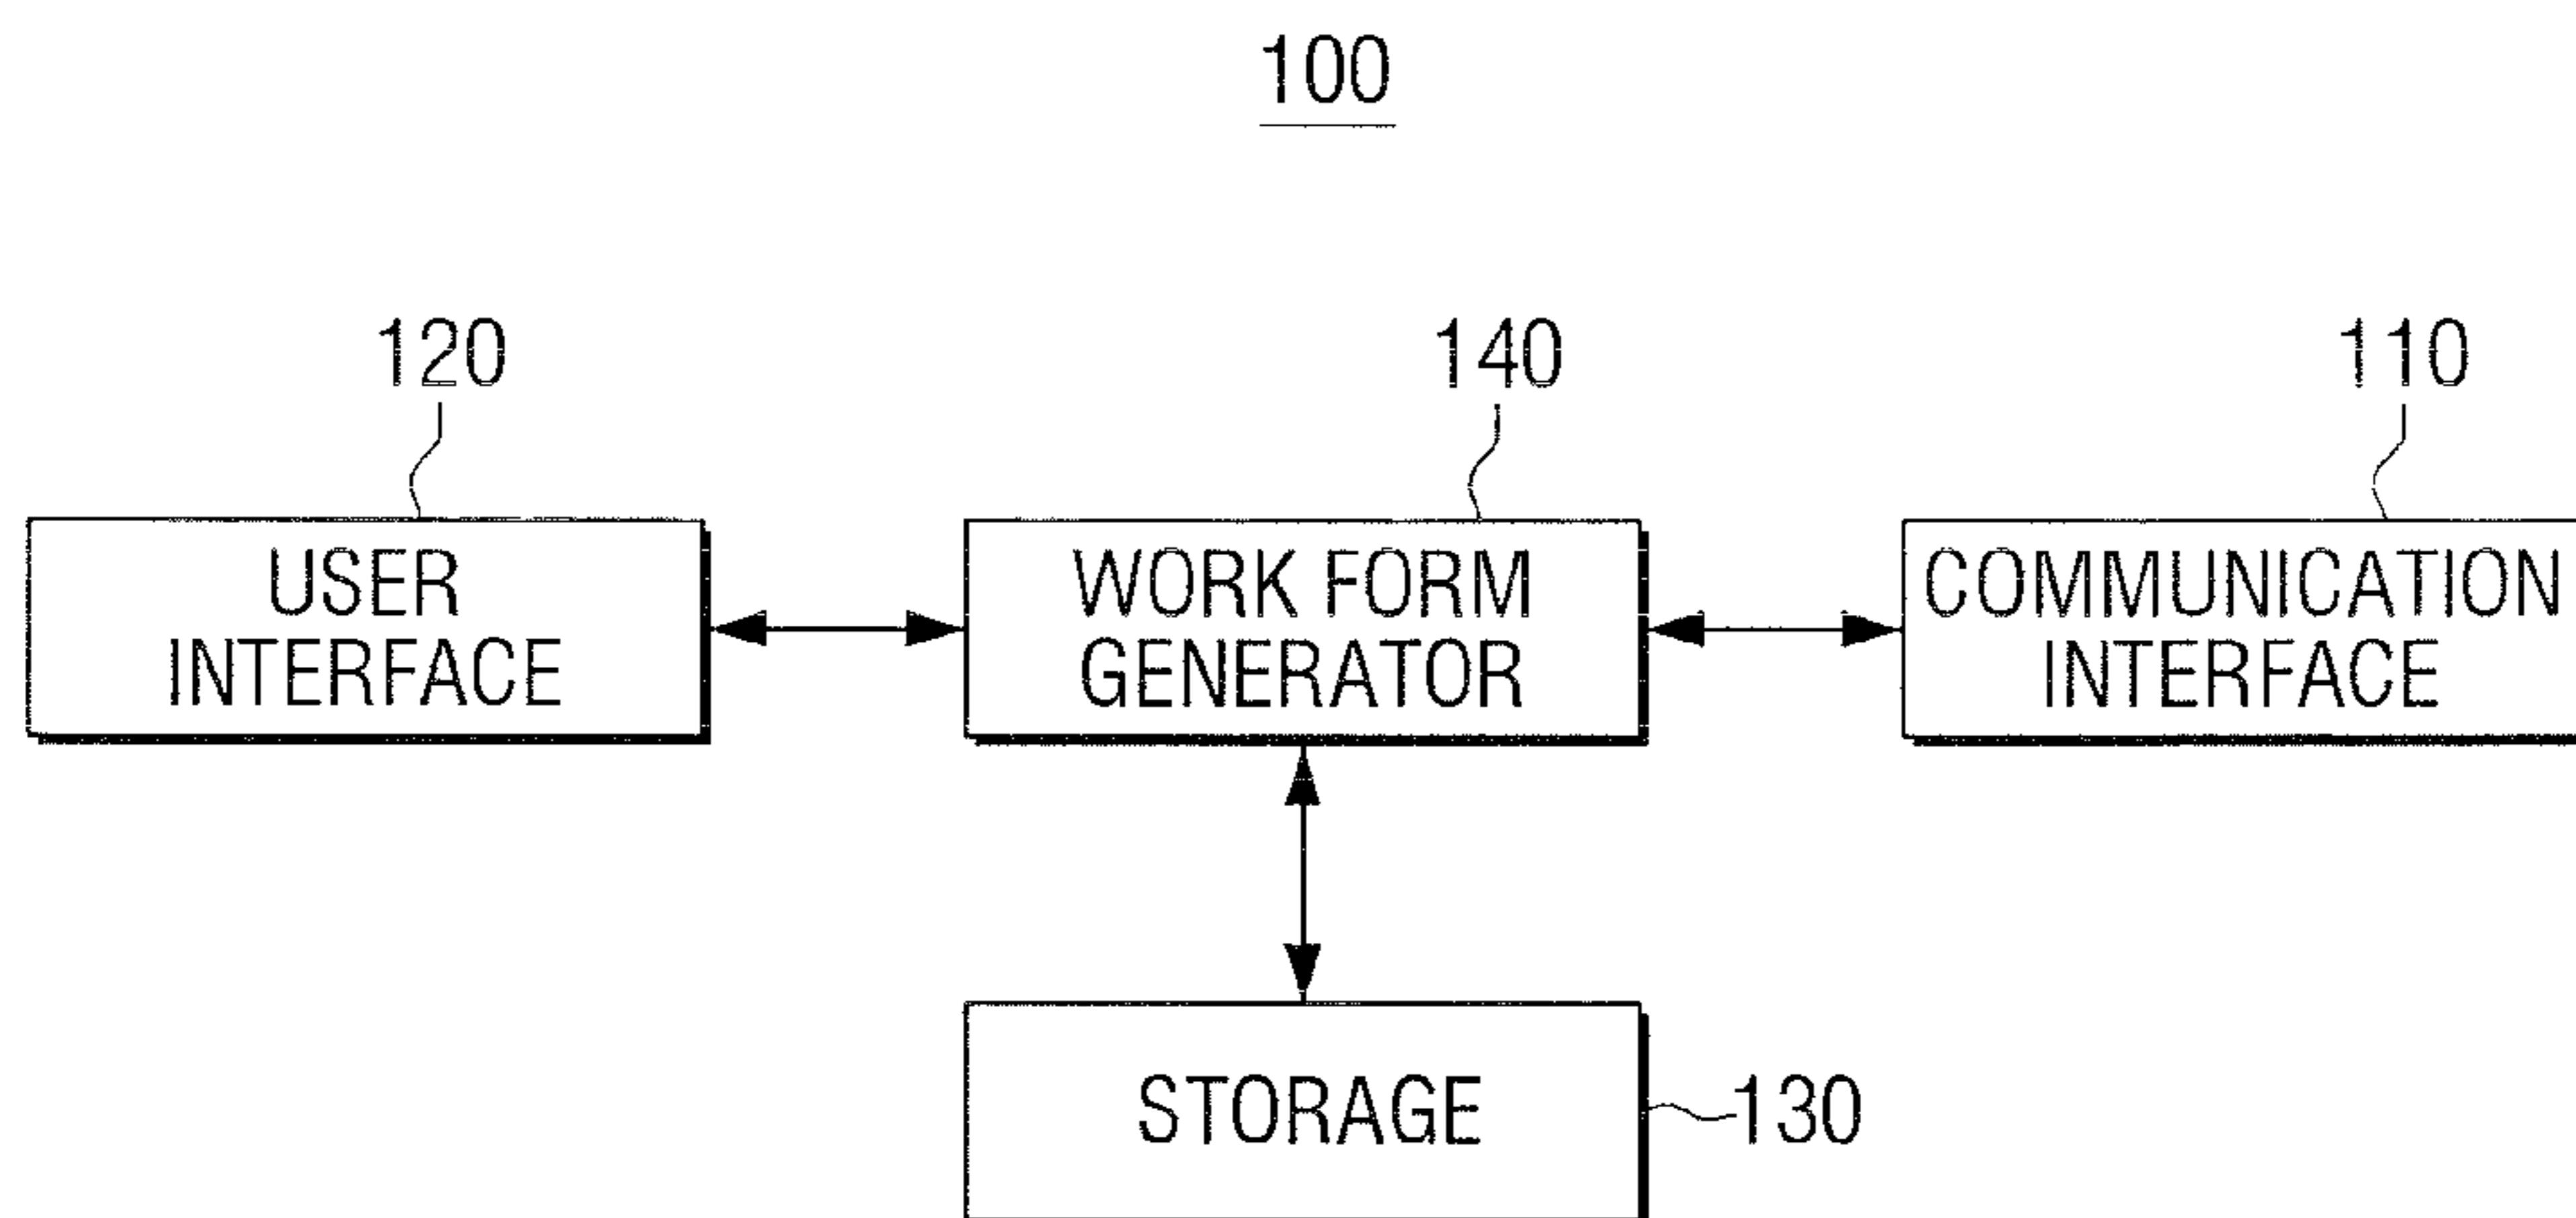 100
120
140
110
USER
INTERFACE
WORK FORM
GENERATOR
COMMUNICATION
INTERFACE
STORAGE
130